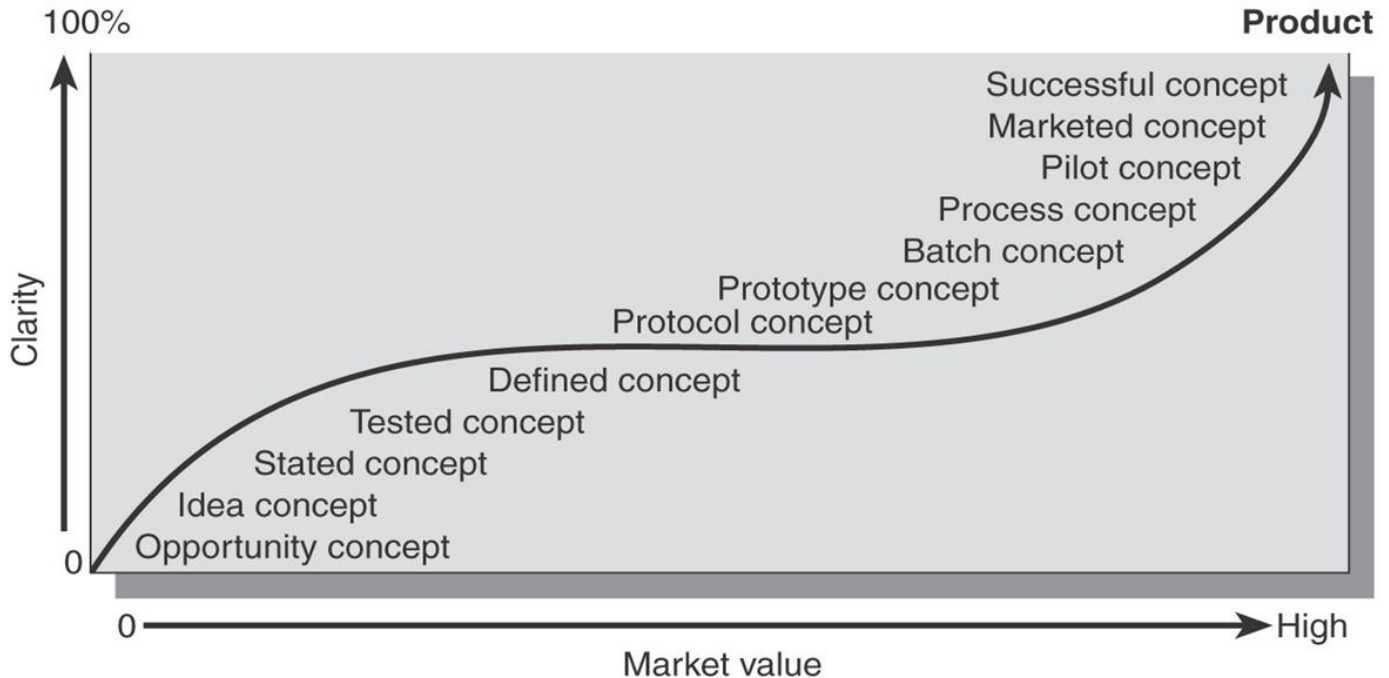 100%
Product
Successful concept
Marketed concept
Pilot concept
Process concept
Batch concept
Prototype concept
Protocol concept
Clarity
Defined concept
Tested concept
Stated concept
Idea concept
Opportunity concept
0
0
High
Market value